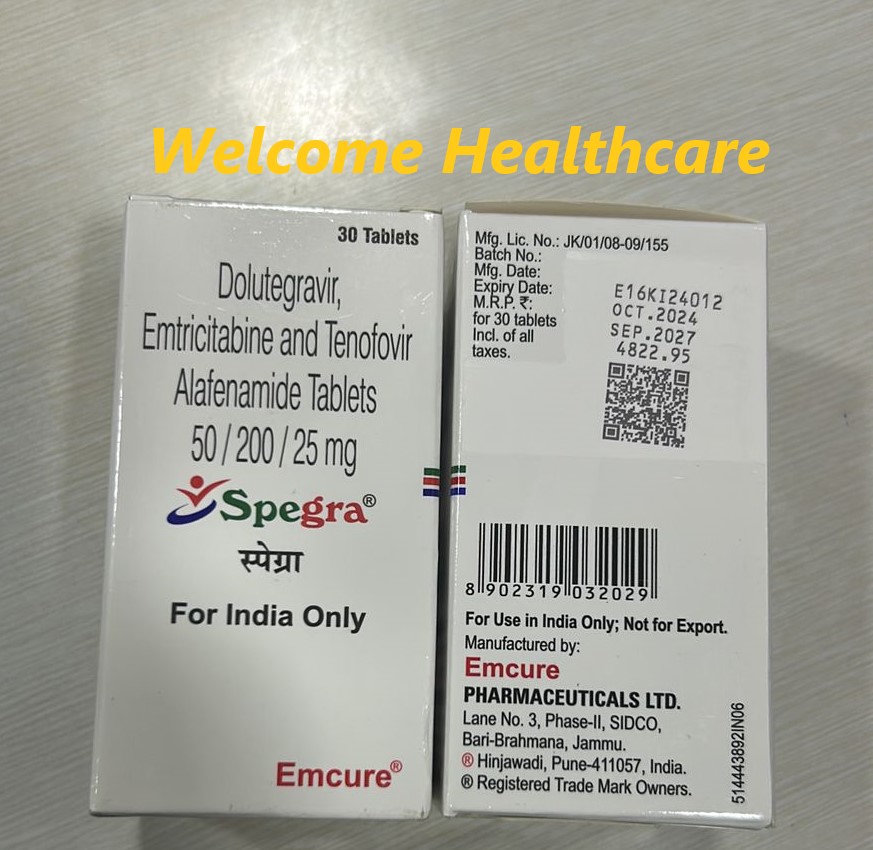 Welcome Healthcare
30 Tablets
Dolutegravir,
Emtricitabine and Tenofovir
Alafenamide Tablets
50 / 200 / 25 mg
Spegra®
स्पेग्रा
For India Only
Emcure®
Mfg. Lic. No.: JK/01/08-09/155
Batch No.:
Mfg. Date:
Expiry Date:
M.R.P. ₹:
for 30 tablets
Incl. of all
taxes.
E16KI24012
OCT.2024
SEP.2027
4822.95
8 902319 032029
For Use in India Only; Not for Export.
Manufactured by:
Emcure
PHARMACEUTICALS LTD.
Lane No. 3, Phase-II, SIDCO,
Bari-Brahmana, Jammu.
® Hinjawadi, Pune-411057, India.
® Registered Trade Mark Owners.
514443892IN06